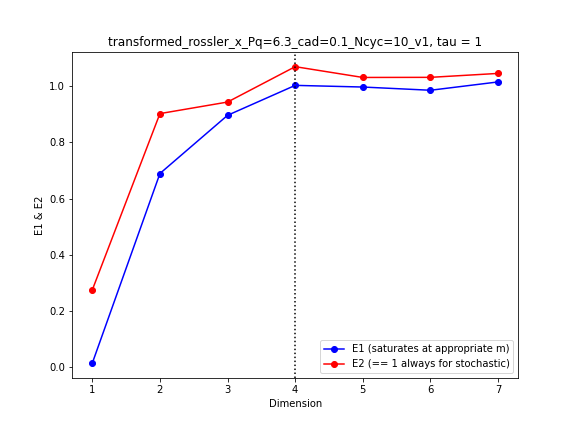 transformed_rossler_x_Pq=6.3_cad=0.1_Ncyc=10_v1, tau = 1
E1 & E2
1.0
0.8
0.6
0.4
0.2
0.0
E1 (saturates at appropriate m)
E2 (== 1 always for stochastic)
1 2 3 4 5 6 7
Dimension